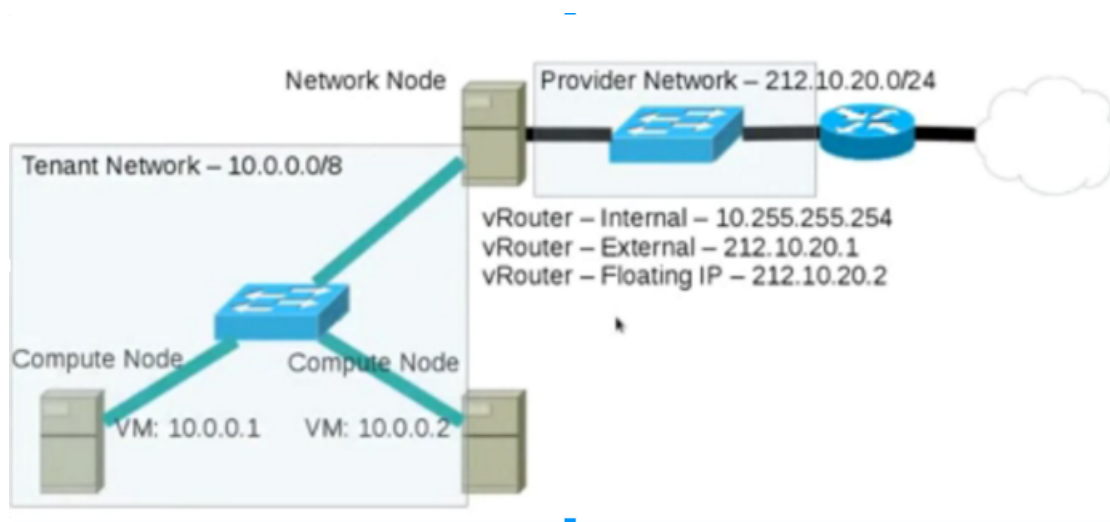 Network Node
Provider Network – 212.10.20.0/24
Tenant Network – 10.0.0.0/8
vRouter – Internal – 10.255.255.254
vRouter – External – 212.10.20.1
vRouter – Floating IP – 212.10.20.2
Compute Node
Compute Node
VM: 10.0.0.1
VM: 10.0.0.2